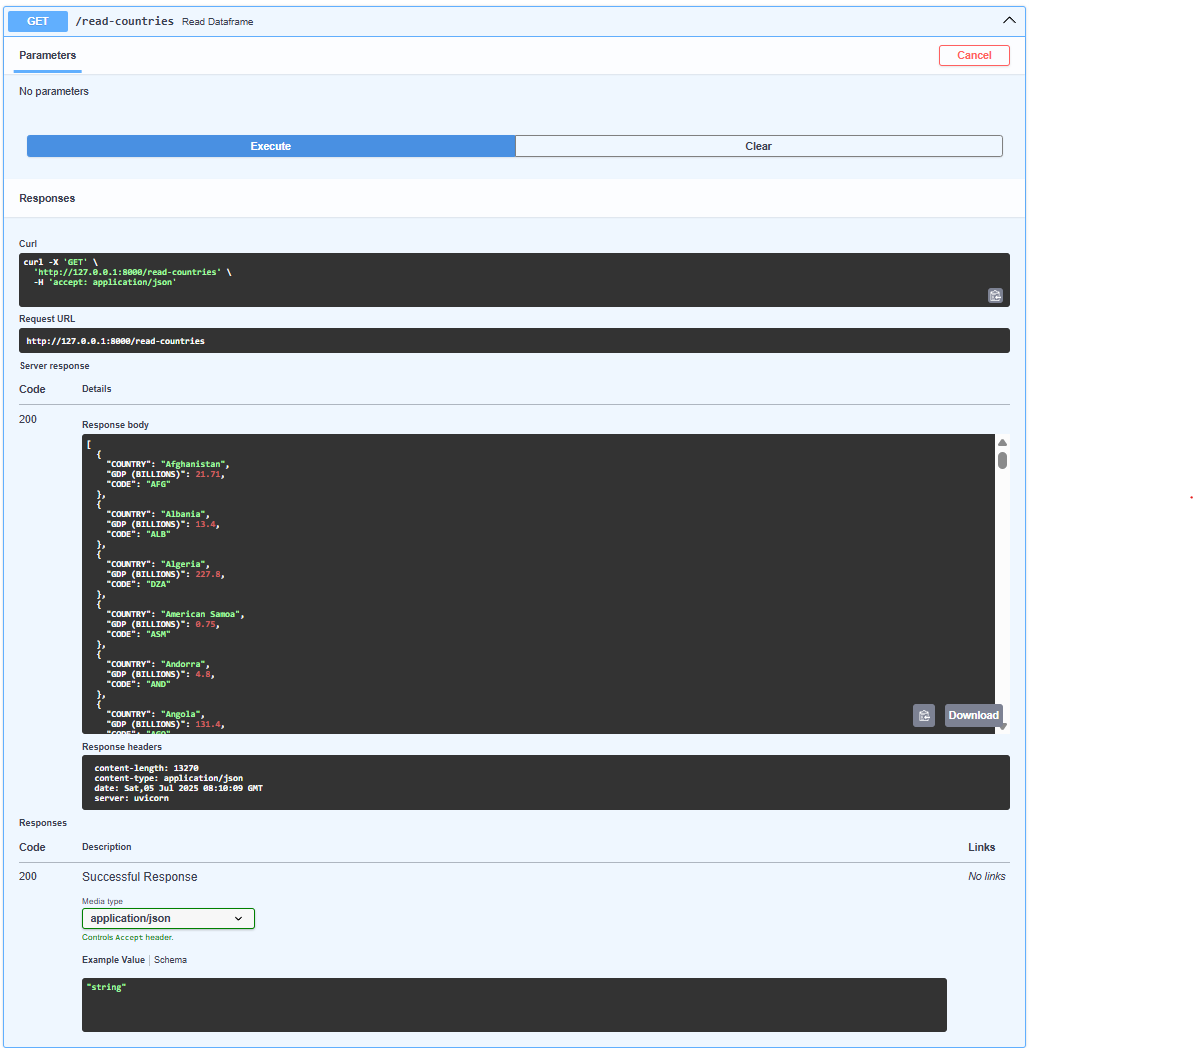 GET /read-countries Read Dataframe
Parameters
Cancel
No parameters
Execute
Clear
Responses
Curl
curl -X 'GET' \
  'http://127.0.0.1:8000/read-countries' \
  -H 'accept: application/json'
Request URL
http://127.0.0.1:8000/read-countries
Server response
Code Details
200
Response body
[
  {
    "COUNTRY": "Afghanistan",
    "GDP (BILLIONS)": 21.71,
    "CODE": "AFG"
  },
  {
    "COUNTRY": "Albania",
    "GDP (BILLIONS)": 13.4,
    "CODE": "ALB"
  },
  {
    "COUNTRY": "Algeria",
    "GDP (BILLIONS)": 227.8,
    "CODE": "DZA"
  },
  {
    "COUNTRY": "American Samoa",
    "GDP (BILLIONS)": 0.75,
    "CODE": "ASM"
  },
  {
    "COUNTRY": "Andorra",
    "GDP (BILLIONS)": 4.8,
    "CODE": "AND"
  },
  {
    "COUNTRY": "Angola",
    "GDP (BILLIONS)": 131.4,
    "CODE": "AGO"
Download
Response headers
content-length: 13270
content-type: application/json
date: Sat,05 Jul 2025 08:10:09 GMT
server: uvicorn
Responses
Code Description Links
200 Successful Response No links
Media type
application/json
Controls Accept header.
Example Value Schema
"string"